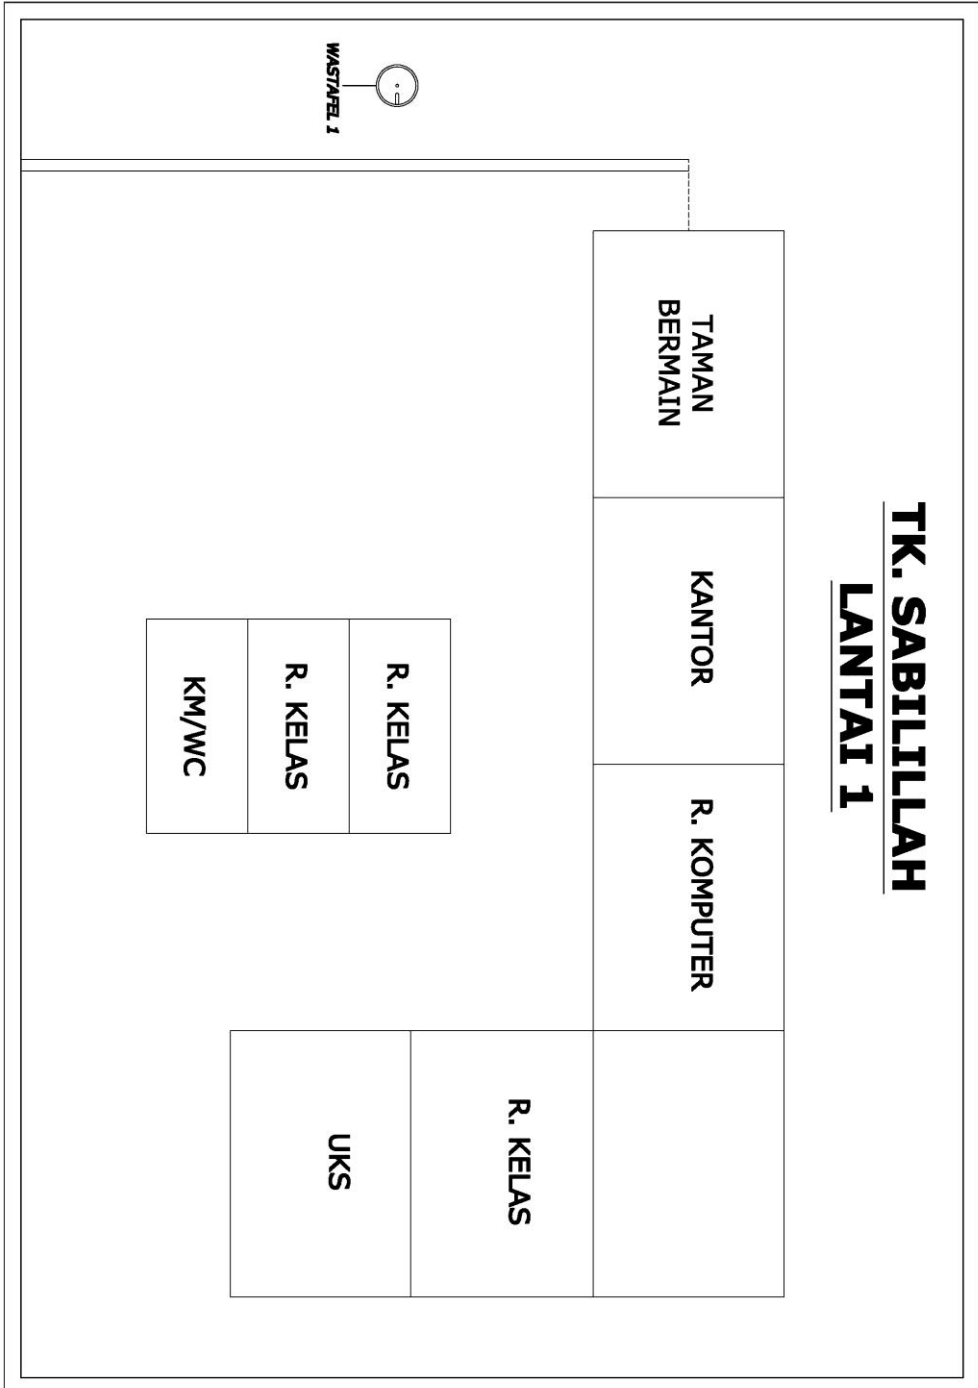 TK. SABILILLAH
LANTAI 1
TAMAN
BERMAIN
KANTOR
R. KOMPUTER
R. KELAS
UKS
R. KELAS
R. KELAS
KM/WC
WASTAFEL 1